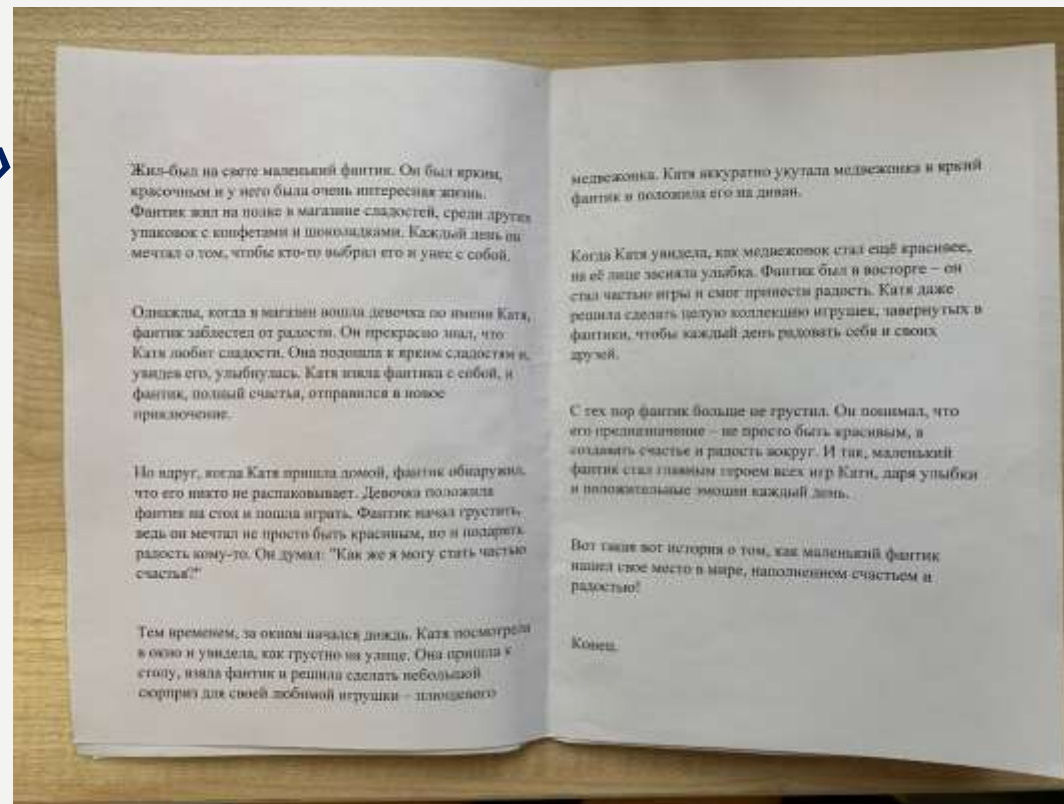 Жил-был на свете маленький фантик. Он был ярким,
красочным и у него была очень интересная жизнь.
Фантик жил на полке в магазине сладостей, среди других
упаковок с конфетами и шоколадками. Каждый день он
мечтал о том, чтобы кто-то выбрал его и унес с собой.
Однажды, когда в магазин вошла девочка по имени Катя,
фантик заблестел от радости. Он прекрасно знал, что
Катя любит сладости. Она подошла к ярким сладостям и,
увидев его, улыбнулась. Катя взяла фантика с собой, и
фантик, полный счастья, отправился в новое
приключение.
Но вдруг, когда Катя пришла домой, фантик обнаружил,
что его никто не распаковывает. Девочка положила
фантик на стол и пошла играть. Фантик начал грустить,
ведь он мечтал не просто быть красивым, но и подарить
радость кому-то. Он думал: "Как же я могу стать частью
счастья?"
Тем временем, за окном начался дождь. Катя посмотрела
в окно и увидела, как грустно на улице. Она пришла к
столу, взяла фантик и решила сделать небольшой
сюрприз для своей любимой игрушки – плюшевого
медвежонка. Катя аккуратно укутала медвежонка в яркий
фантик и положила его на диван.
Когда Катя увидела, как медвежонок стал ещё красивее,
на её лице засияла улыбка. Фантик был в восторге – он
стал частью игры и смог принести радость. Катя даже
решила сделать целую коллекцию игрушек, завернутых в
фантики, чтобы каждый день радовать себя и своих
друзей.
С тех пор фантик больше не грустил. Он понимал, что
его предназначение – не просто быть красивым, а
создавать счастье и радость вокруг. И так, маленький
фантик стал главным героем всех игр Кати, даря улыбки
и положительные эмоции каждый день.
Вот такая вот история о том, как маленький фантик
нашел свое место в мире, наполненном счастьем и
радостью!
Конец.